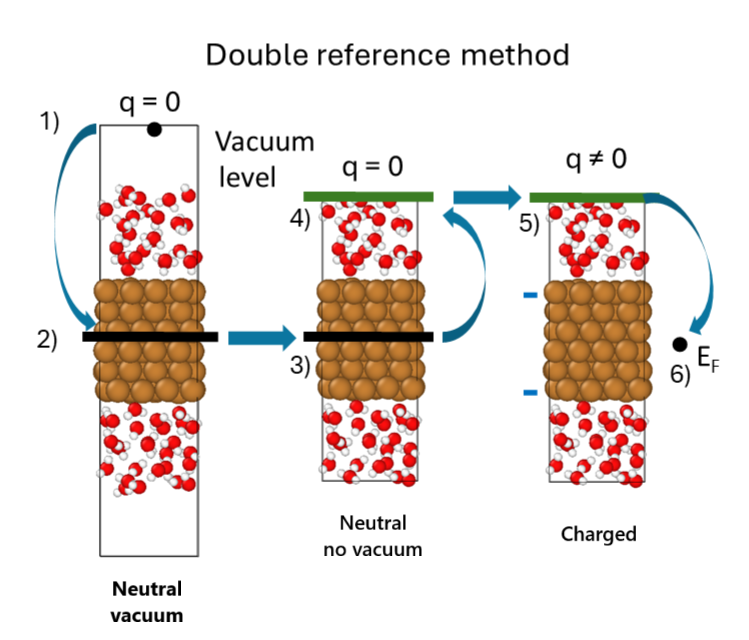 Double reference method
1)
q = 0
Vacuum
level
q = 0
q ≠ 0
4)
5)
2)
3)
E_F
6)
Neutral
no vacuum
Charged
Neutral
vacuum